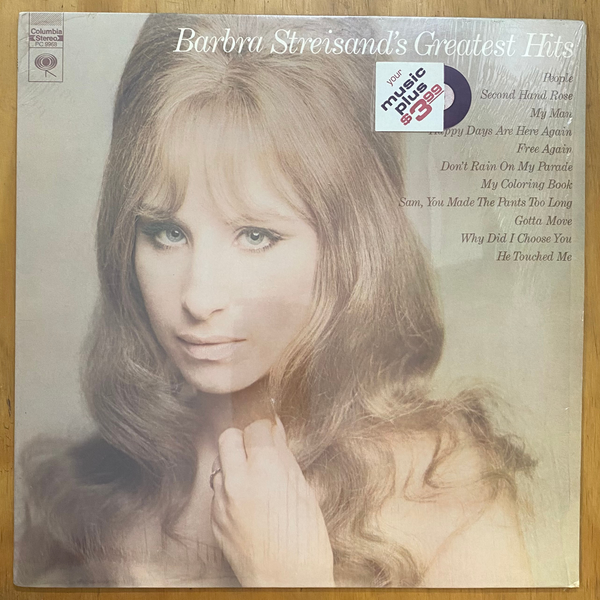 Columbia
Stereo
PC 9968
Barbra Streisand's Greatest Hits
your
music
plus
$3.99
People
Second Hand Rose
My Man
Happy Days Are Here Again
Free Again
Don't Rain On My Parade
My Coloring Book
Sam, You Made The Pants Too Long
Gotta Move
Why Did I Choose You
He Touched Me